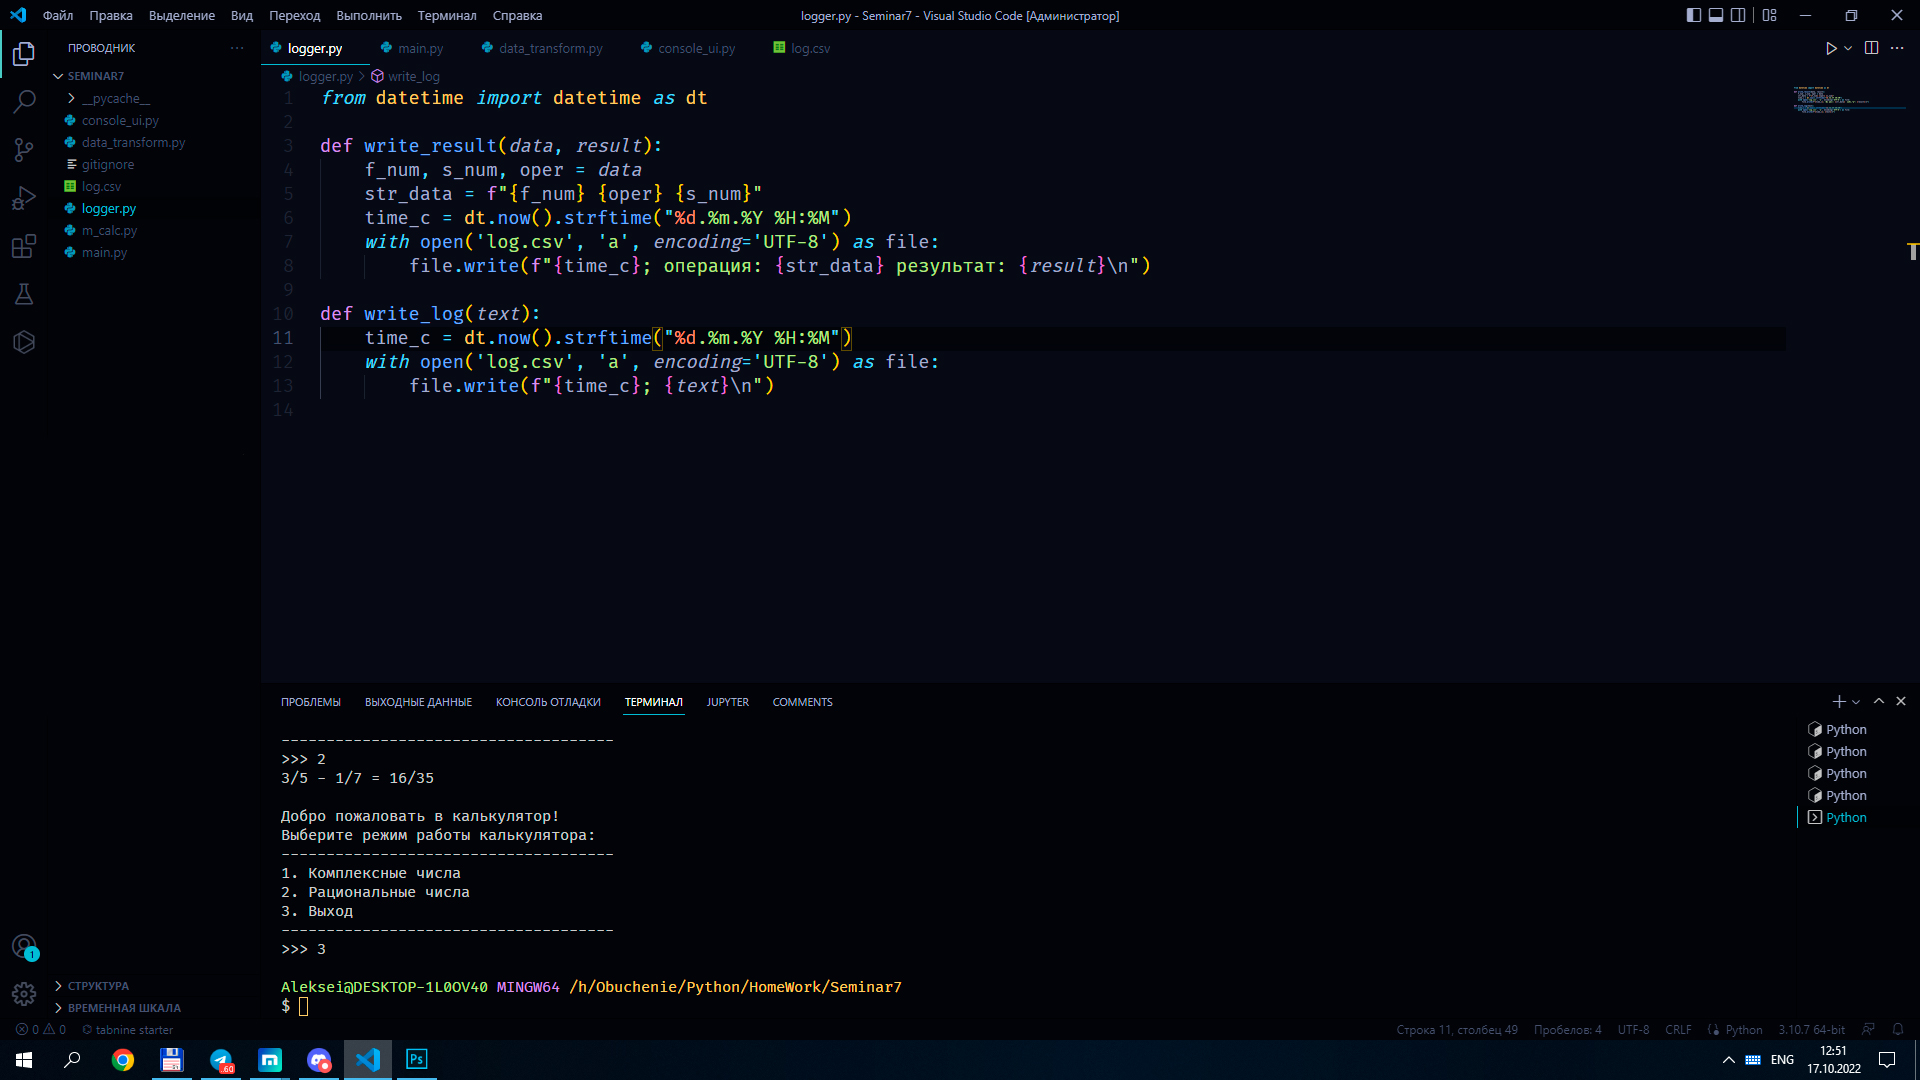 Файл Правка Выделение Вид Переход Выполнить Терминал Справка
logger.py - Seminar7 - Visual Studio Code [Администратор]
ПРОВОДНИК
SEMINAR7
__pycache__
console_ui.py
data_transform.py
gitignore
log.csv
logger.py
m_calc.py
main.py
СТРУКТУРА
ВРЕМЕННАЯ ШКАЛА
logger.py main.py data_transform.py console_ui.py log.csv
logger.py > write_log
1 from datetime import datetime as dt
2
3 def write_result(data, result):
4 f_num, s_num, oper = data
5 str_data = f"{f_num} {oper} {s_num}"
6 time_c = dt.now().strftime("%d.%m.%Y %H:%M")
7 with open('log.csv', 'a', encoding='UTF-8') as file:
8 file.write(f"{time_c}; операция: {str_data} результат: {result}\n")
9
10 def write_log(text):
11 time_c = dt.now().strftime("%d.%m.%Y %H:%M")
12 with open('log.csv', 'a', encoding='UTF-8') as file:
13 file.write(f"{time_c}; {text}\n")
14
ПРОБЛЕМЫ ВЫХОДНЫЕ ДАННЫЕ КОНСОЛЬ ОТЛАДКИ ТЕРМИНАЛ JUPYTER COMMENTS
-------------------------------------
>>> 2
3/5 - 1/7 = 16/35
Добро пожаловать в калькулятор!
Выберите режим работы калькулятора:
-------------------------------------
1. Комплексные числа
2. Рациональные числа
3. Выход
-------------------------------------
>>> 3
Aleksei@DESKTOP-1L0OV40 MINGW64 /h/Obuchenie/Python/HomeWork/Seminar7
$
Python
Python
Python
Python
Python
1
0 0 tabnine starter
Строка 11, столбец 49 Пробелов: 4 UTF-8 CRLF Python 3.10.7 64-bit
.60
Ps
ENG
12:51
17.10.2022